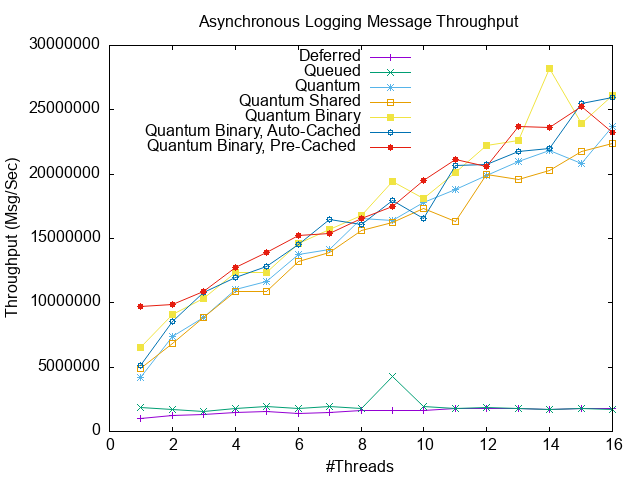 Asynchronous Logging Message Throughput
30000000
25000000
20000000
15000000
10000000
5000000
0
Throughput (Msg/Sec)
Deferred
Queued
Quantum
Quantum Shared
Quantum Binary
Quantum Binary, Auto-Cached
Quantum Binary, Pre-Cached
0 2 4 6 8 10 12 14 16
#Threads